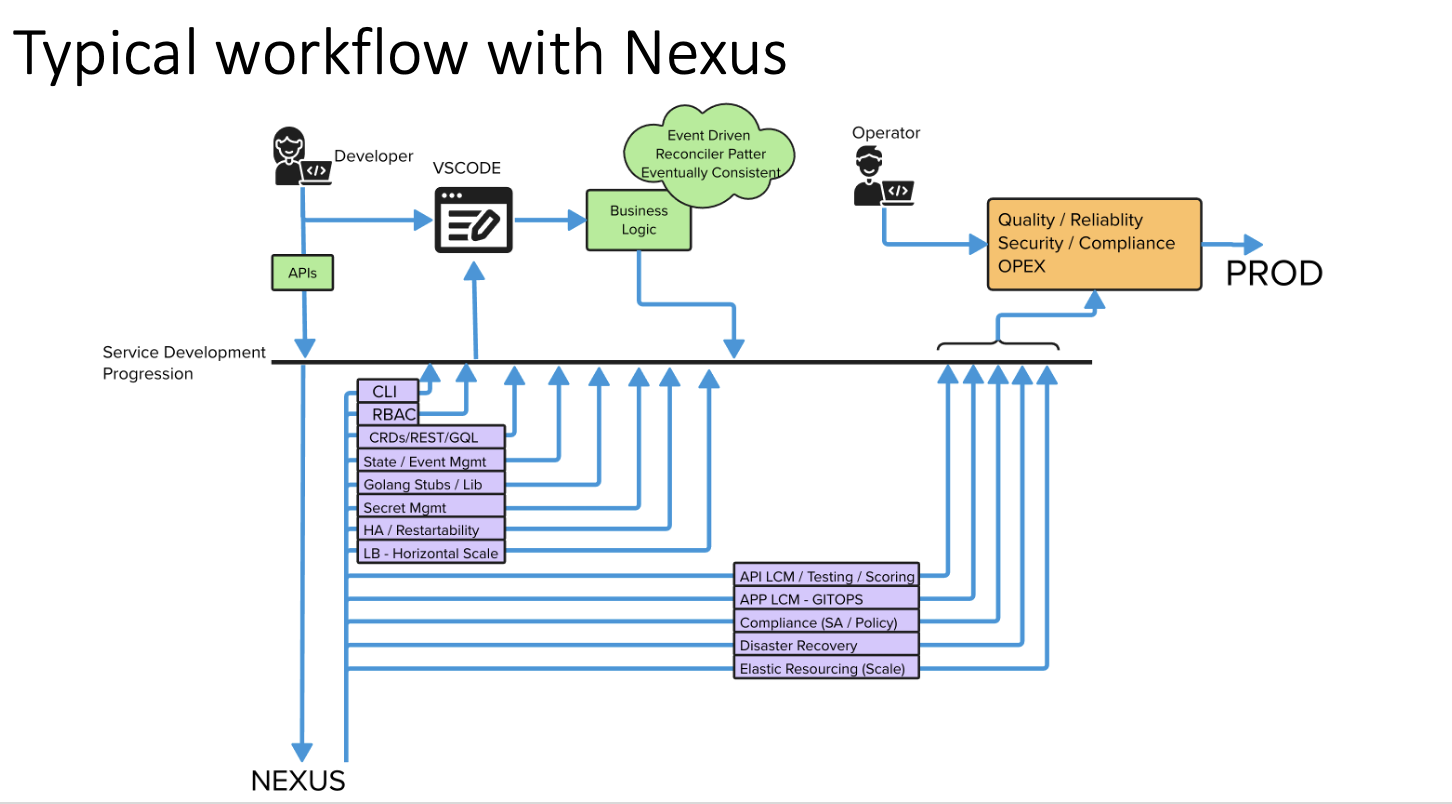 Typical workflow with Nexus
Developer
VSCODE
Event Driven
Reconciler Patter
Eventually Consistent
Operator
</>
</>
Business
Logic
Quality / Reliablity
Security / Compliance
OPEX
PROD
APIs
Service Development
Progression
CLI
RBAC
CRDs/REST/GQL
State / Event Mgmt
Golang Stubs / Lib
Secret Mgmt
HA / Restartability
LB - Horizontal Scale
API LCM / Testing / Scoring
APP LCM - GITOPS
Compliance (SA / Policy)
Disaster Recovery
Elastic Resourcing (Scale)
NEXUS